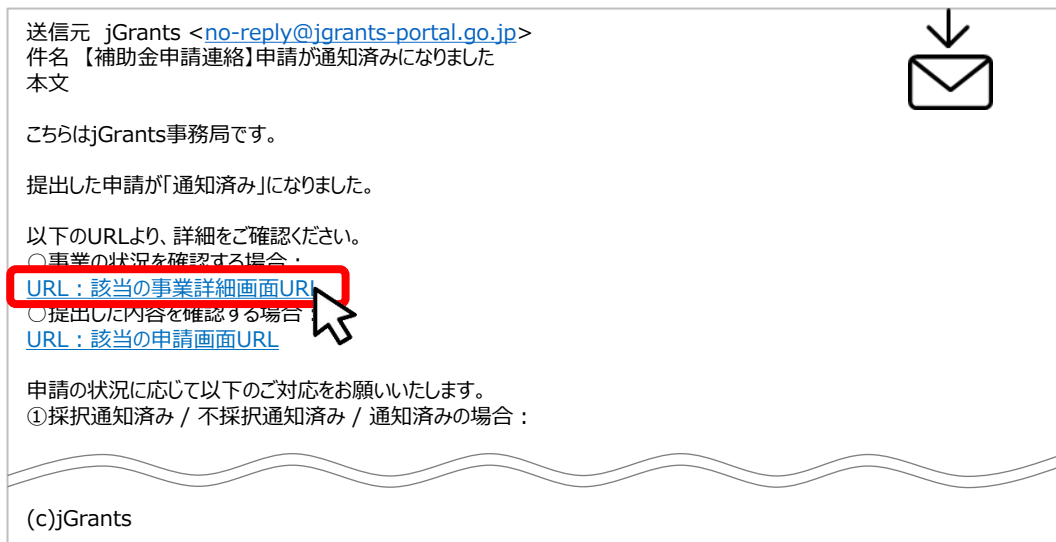 送信元 jGrants <no-reply@jgrants-portal.go.jp>
件名 【補助金申請連絡】申請が通知済みになりました
本文
こちらはjGrants事務局です。
提出した申請が「通知済み」になりました。
以下のURLより、詳細をご確認ください。
○事業の状況を確認する場合：
URL：該当の事業詳細画面URL
○提出した内容を確認する場合：
URL：該当の申請画面URL
申請の状況に応じて以下のご対応をお願いいたします。
①採択通知済み / 不採択通知済み / 通知済みの場合：
(c)jGrants